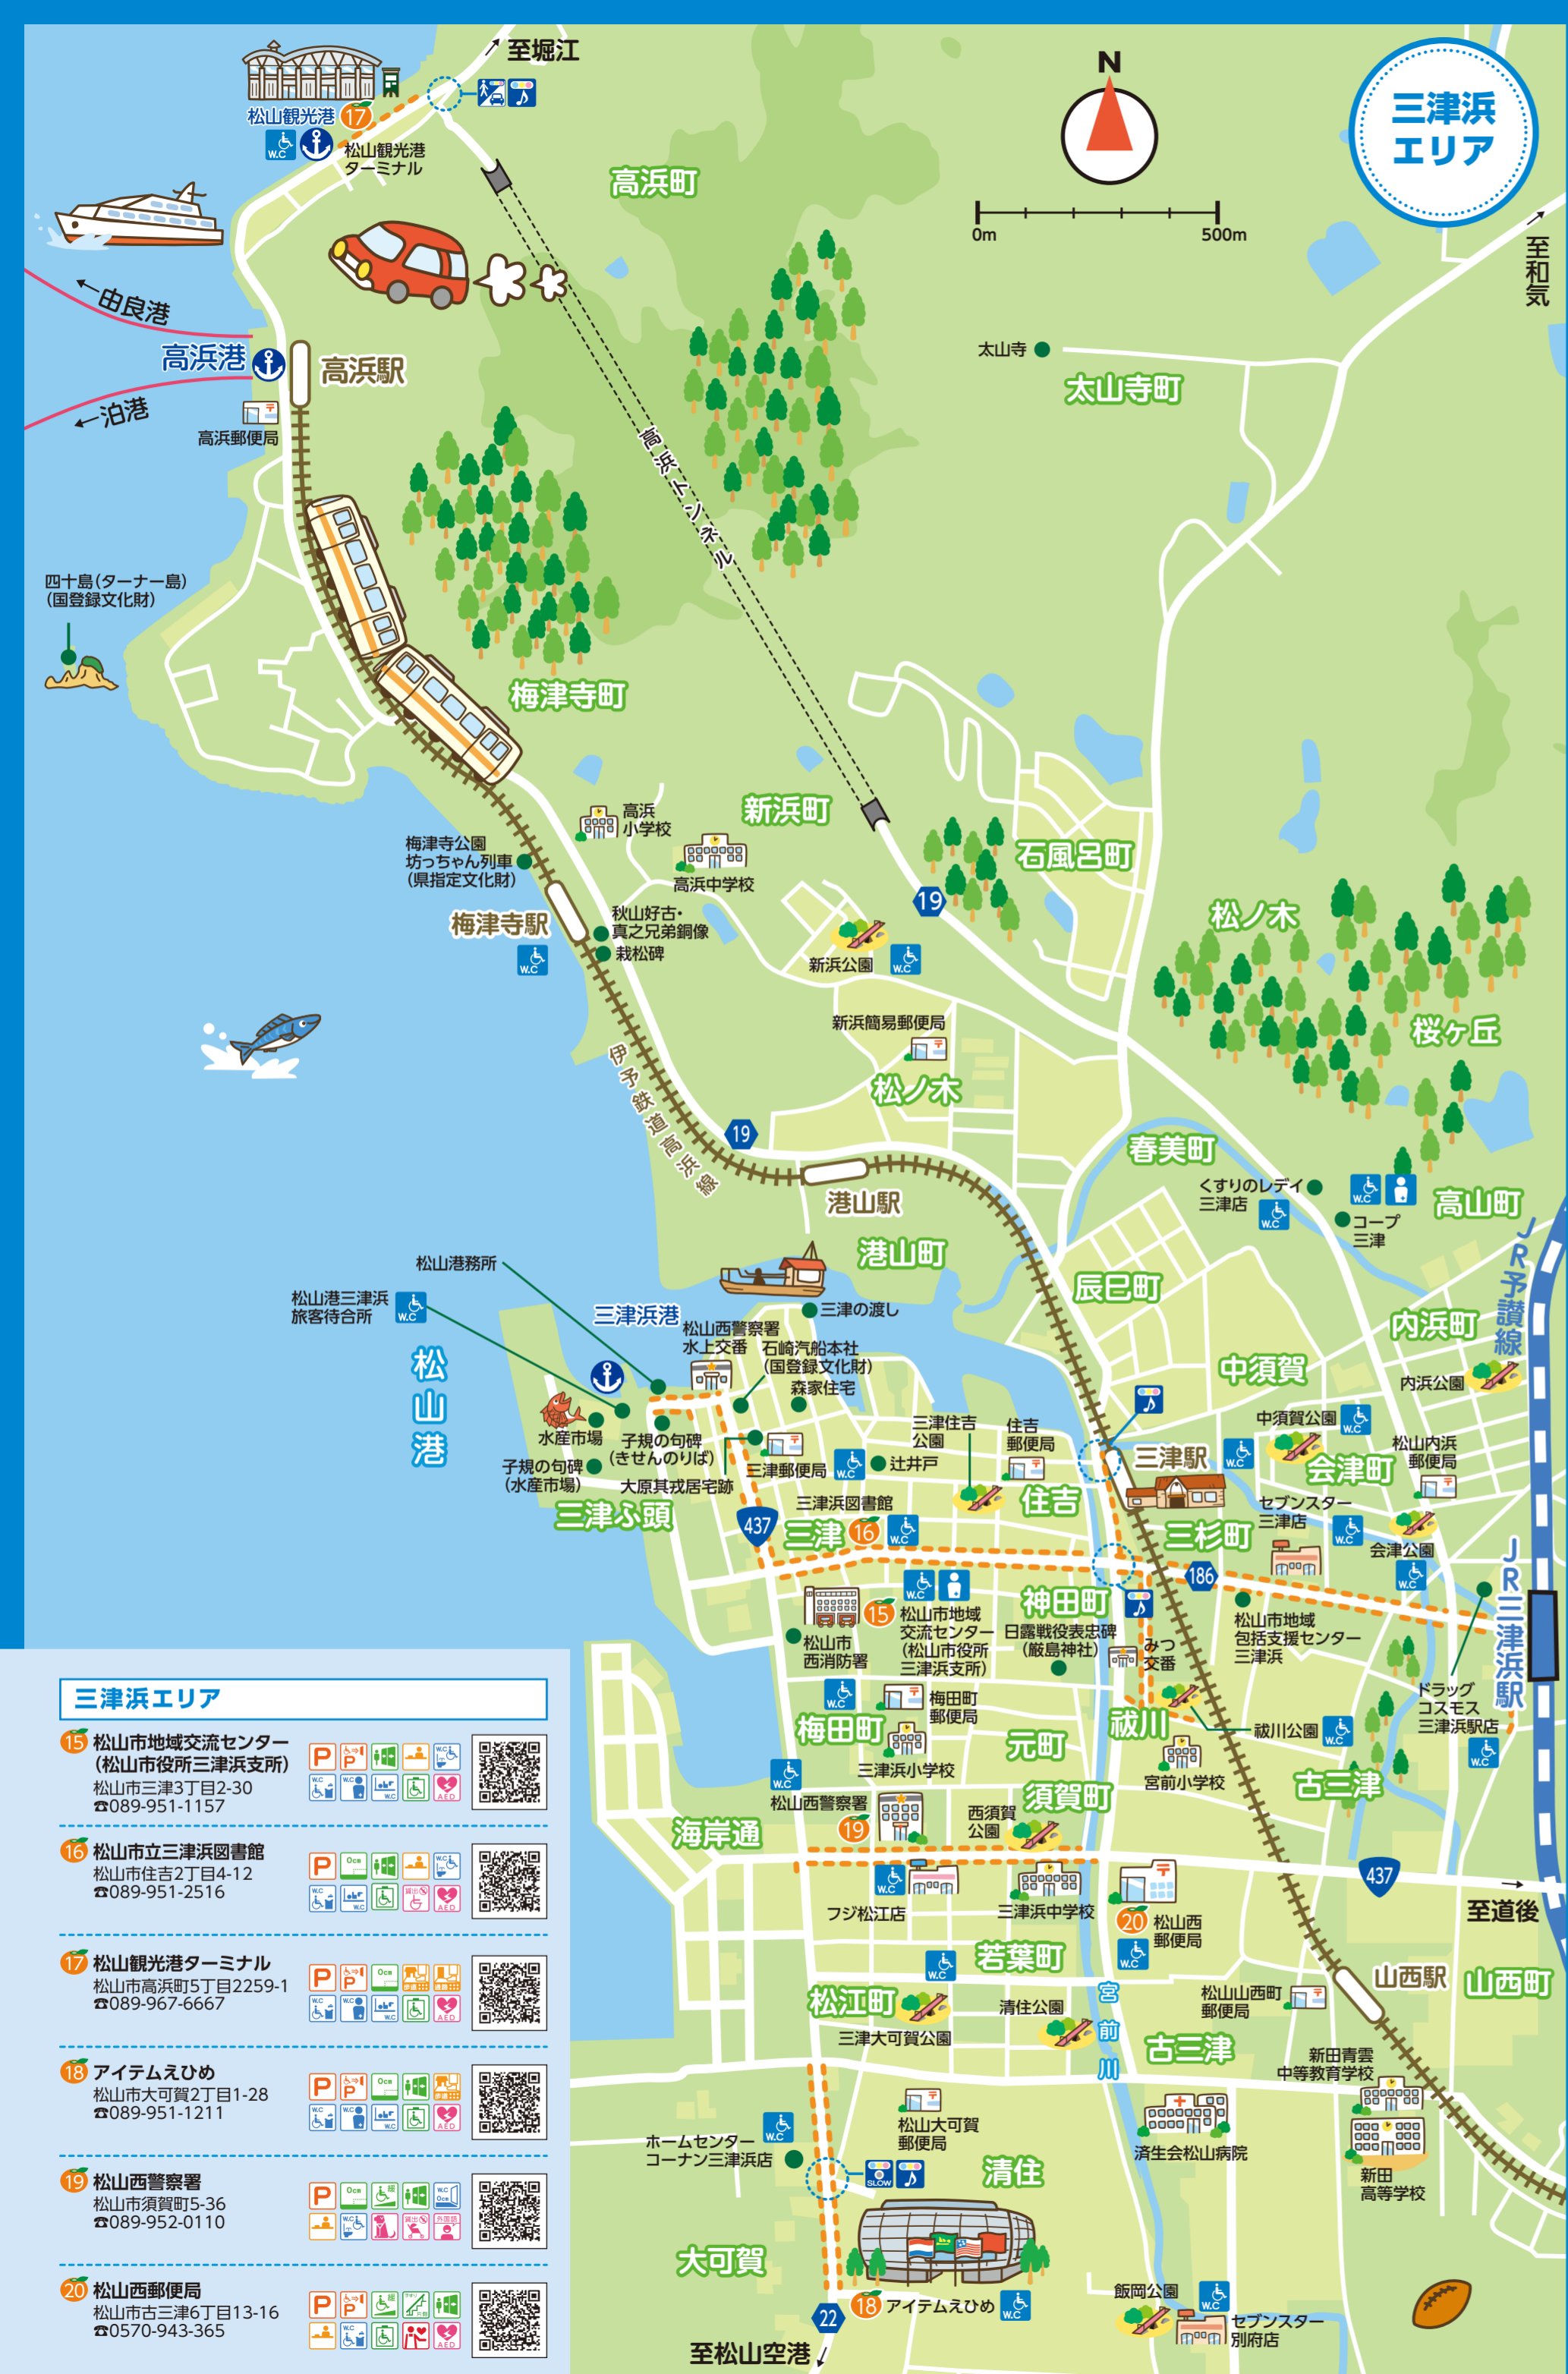 三津浜
エリア
N
0m
500m
至堀江
松山観光港
17
W.C
松山観光港
ターミナル
高浜町
至和気
←由良港
高浜港
高浜駅
←泊港
高浜郵便局
高浜トンネル
太山寺
太山寺町
四十島(ターナー島)
(国登録文化財)
梅津寺町
高浜
小学校
新浜町
高浜中学校
石風呂町
梅津寺公園
坊っちゃん列車
(県指定文化財)
梅津寺駅
W.C
秋山好古・
真之兄弟銅像
栽松碑
19
新浜公園
W.C
松ノ木
桜ヶ丘
新浜簡易郵便局
松ノ木
伊予鉄道高浜線
19
港山駅
春美町
くすりのレデイ
三津店
W.C
W.C
コープ
三津
高山町
JR予讃線
港山町
辰巳町
松山港務所
松山港三津浜
旅客待合所
W.C
三津浜港
三津の渡し
松山港
松山西警察署
水上交番
石崎汽船本社
(国登録文化財)
森家住宅
内浜町
内浜公園
中須賀
中須賀公園
W.C
水産市場
子規の句碑
(きせんのりば)
子規の句碑
(水産市場)
大原其戎居宅跡
三津郵便局
W.C
辻井戸
三津住吉
公園
住吉
郵便局
三津駅
W.C
会津町
松山内浜
郵便局
三津ふ頭
437
三津
三津浜図書館
16
W.C
住吉
三杉町
セブンスター
三津店
W.C
会津公園
W.C
186
JR三津浜駅
松山市
西消防署
15
W.C
松山市地域
交流センター
(松山市役所
三津浜支所)
神田町
日露戦役表忠碑
(厳島神社)
みつ
交番
松山市地域
包括支援センター
三津浜
ドラッグ
コスモス
三津浜駅店
W.C
W.C
梅田町
郵便局
梅田町
三津浜小学校
元町
祓川
祓川公園
W.C
宮前小学校
古三津
W.C
松山西警察署
19
西須賀
公園
須賀町
海岸通
W.C
フジ松江店
三津浜中学校
20
松山西
郵便局
W.C
437
至道後
若葉町
W.C
松江町
三津大可賀公園
清住公園
宮前川
松山山西町
郵便局
山西駅
山西町
古三津
新田青雲
中等教育学校
新田
高等学校
済生会松山病院
松山大可賀
郵便局
ホームセンター
コーナン三津浜店
W.C
SLOW
清住
大可賀
18
アイテムえひめ
W.C
22
至松山空港
飯岡公園
W.C
セブンスター
別府店
三津浜エリア
15 松山市地域交流センター
(松山市役所三津浜支所)
松山市三津3丁目2-30
☎089-951-1157
16 松山市立三津浜図書館
松山市住吉2丁目4-12
☎089-951-2516
17 松山観光港ターミナル
松山市高浜町5丁目2259-1
☎089-967-6667
18 アイテムえひめ
松山市大可賀2丁目1-28
☎089-951-1211
19 松山西警察署
松山市須賀町5-36
☎089-952-0110
20 松山西郵便局
松山市古三津6丁目13-16
☎0570-943-365